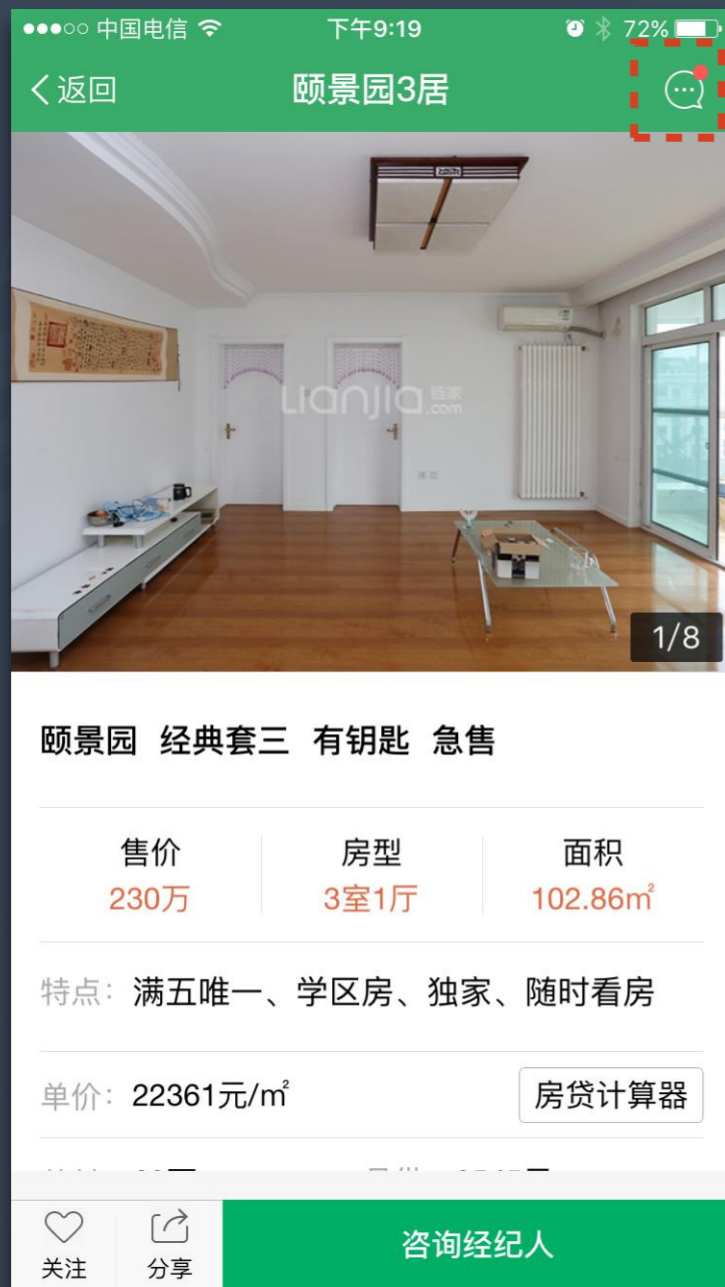 中国电信 下午9:19 72%
返回 颐景园3居
Lianjia 链家
.com
1/8
颐景园 经典套三 有钥匙 急售
售价 房型 面积
230万 3室1厅 102.86㎡
特点: 满五唯一、学区房、独家、随时看房
单价: 22361元/㎡ 房贷计算器
关注 分享 咨询经纪人